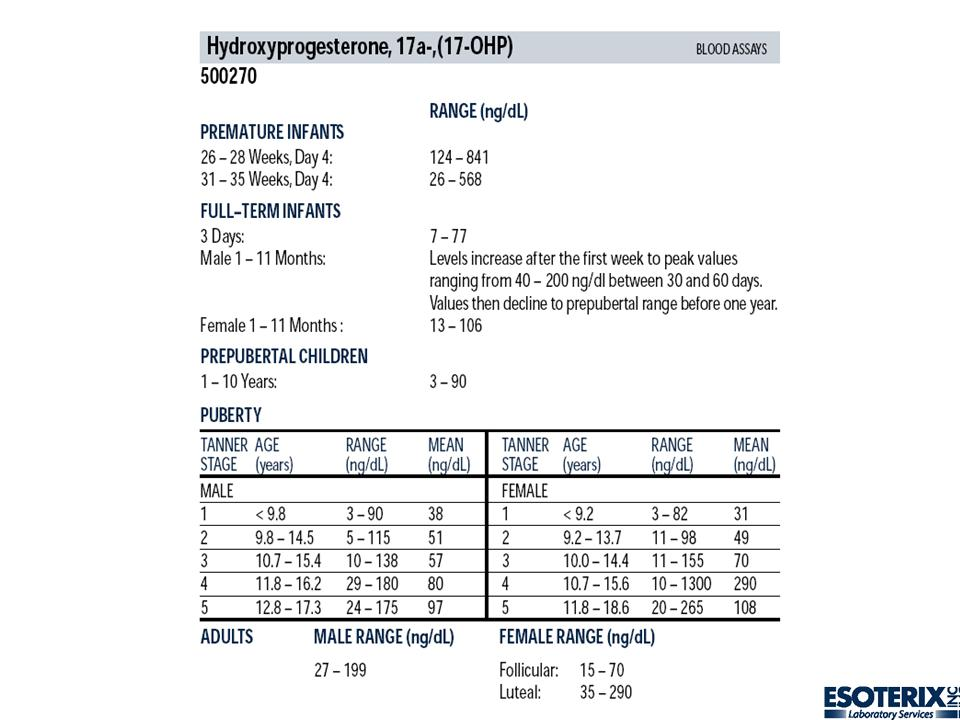 Hydroxyprogesterone, 17a-,(17-OHP) BLOOD ASSAYS
500270
RANGE (ng/dL)
PREMATURE INFANTS
26 – 28 Weeks, Day 4: 124 – 841
31 – 35 Weeks, Day 4: 26 – 568
FULL–TERM INFANTS
3 Days: 7 – 77
Male 1 – 11 Months: Levels increase after the first week to peak values
ranging from 40 – 200 ng/dl between 30 and 60 days.
Values then decline to prepubertal range before one year.
Female 1 – 11 Months : 13 – 106
PREPUBERTAL CHILDREN
1 – 10 Years: 3 – 90
PUBERTY
TANNER AGE RANGE MEAN TANNER AGE RANGE MEAN
STAGE (years) (ng/dL) (ng/dL) STAGE (years) (ng/dL) (ng/dL)
MALE FEMALE
1 < 9.8 3 – 90 38 1 < 9.2 3 – 82 31
2 9.8 – 14.5 5 – 115 51 2 9.2 – 13.7 11 – 98 49
3 10.7 – 15.4 10 – 138 57 3 10.0 – 14.4 11 – 155 70
4 11.8 – 16.2 29 – 180 80 4 10.7 – 15.6 10 – 1300 290
5 12.8 – 17.3 24 – 175 97 5 11.8 – 18.6 20 – 265 108
ADULTS MALE RANGE (ng/dL) FEMALE RANGE (ng/dL)
27 – 199 Follicular: 15 – 70
Luteal: 35 – 290
ESOTERIX INC
Laboratory Services